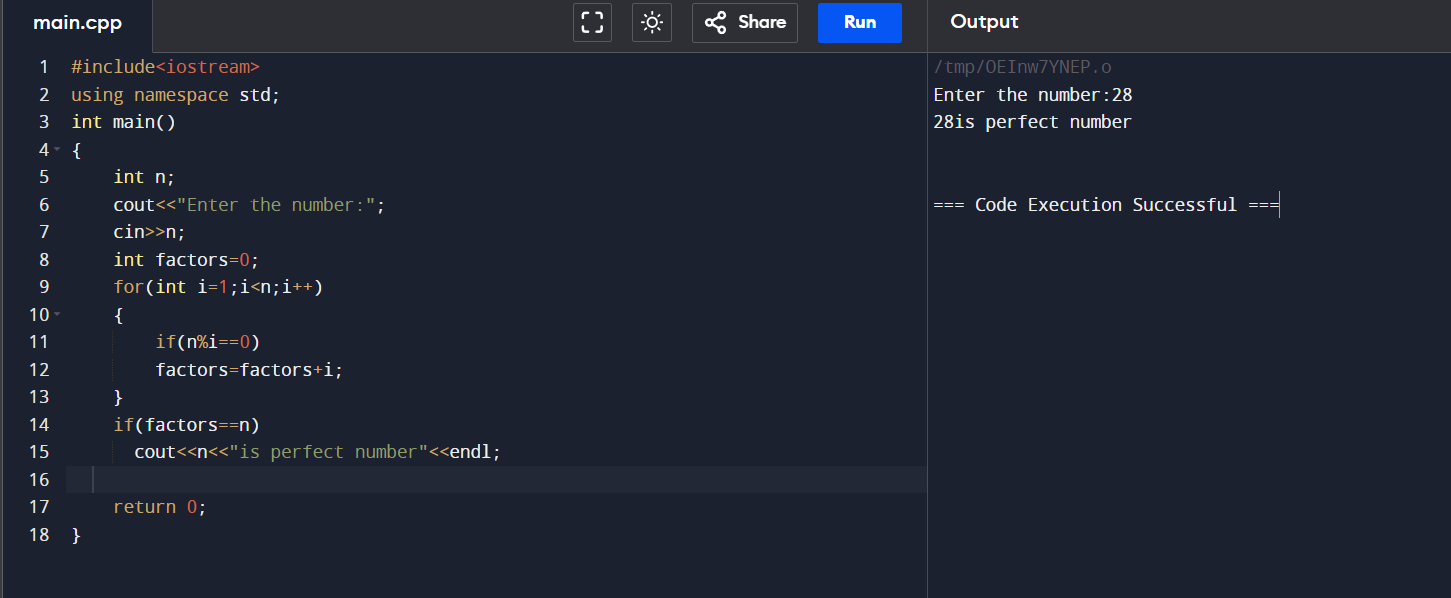 main.cpp
Share
Run
Output
1 #include<iostream>
2 using namespace std;
3 int main()
4 {
5     int n;
6     cout<<"Enter the number:";
7     cin>>n;
8     int factors=0;
9     for(int i=1;i<n;i++)
10     {
11         if(n%i==0)
12         factors=factors+i;
13     }
14     if(factors==n)
15       cout<<n<<"is perfect number"<<endl;
16
17     return 0;
18 }
/tmp/OEInw7YNEP.o
Enter the number:28
28is perfect number
=== Code Execution Successful ===